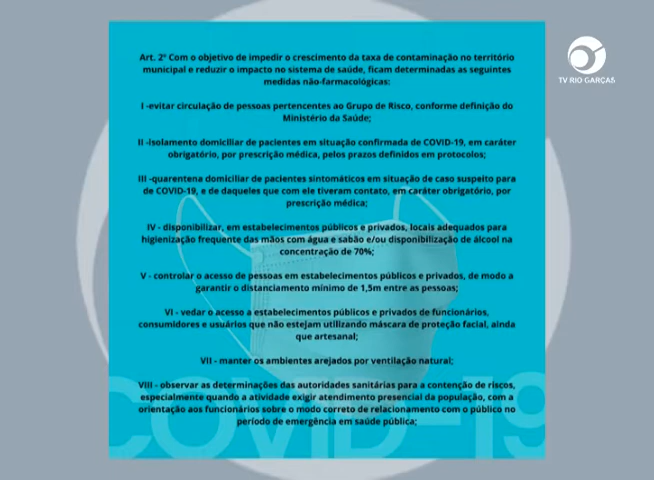 TV RIO GARÇAS
Art. 2º Com o objetivo de impedir o crescimento da taxa de contaminação no território
municipal e reduzir o impacto no sistema de saúde, ficam determinadas as seguintes
medidas não-farmacológicas:
I -evitar circulação de pessoas pertencentes ao Grupo de Risco, conforme definição do
Ministério da Saúde;
II -isolamento domiciliar de pacientes em situação confirmada de COVID-19, em caráter
obrigatório, por prescrição médica, pelos prazos definidos em protocolos;
III -quarentena domiciliar de pacientes sintomáticos em situação de caso suspeito para
de COVID-19, e de daqueles que com ele tiveram contato, em caráter obrigatório, por
prescrição médica;
IV - disponibilizar, em estabelecimentos públicos e privados, locais adequados para
higienização frequente das mãos com água e sabão e/ou disponibilização de álcool na
concentração de 70%;
V - controlar o acesso de pessoas em estabelecimentos públicos e privados, de modo a
garantir o distanciamento mínimo de 1,5m entre as pessoas;
VI - vedar o acesso a estabelecimentos públicos e privados de funcionários,
consumidores e usuários que não estejam utilizando máscara de proteção facial, ainda
que artesanal;
VII - manter os ambientes arejados por ventilação natural;
VIII - observar as determinações das autoridades sanitárias para a contenção de riscos,
especialmente quando a atividade exigir atendimento presencial da população, com a
orientação aos funcionários sobre o modo correto de relacionamento com o público no
período de emergência em saúde pública;
COVID-19